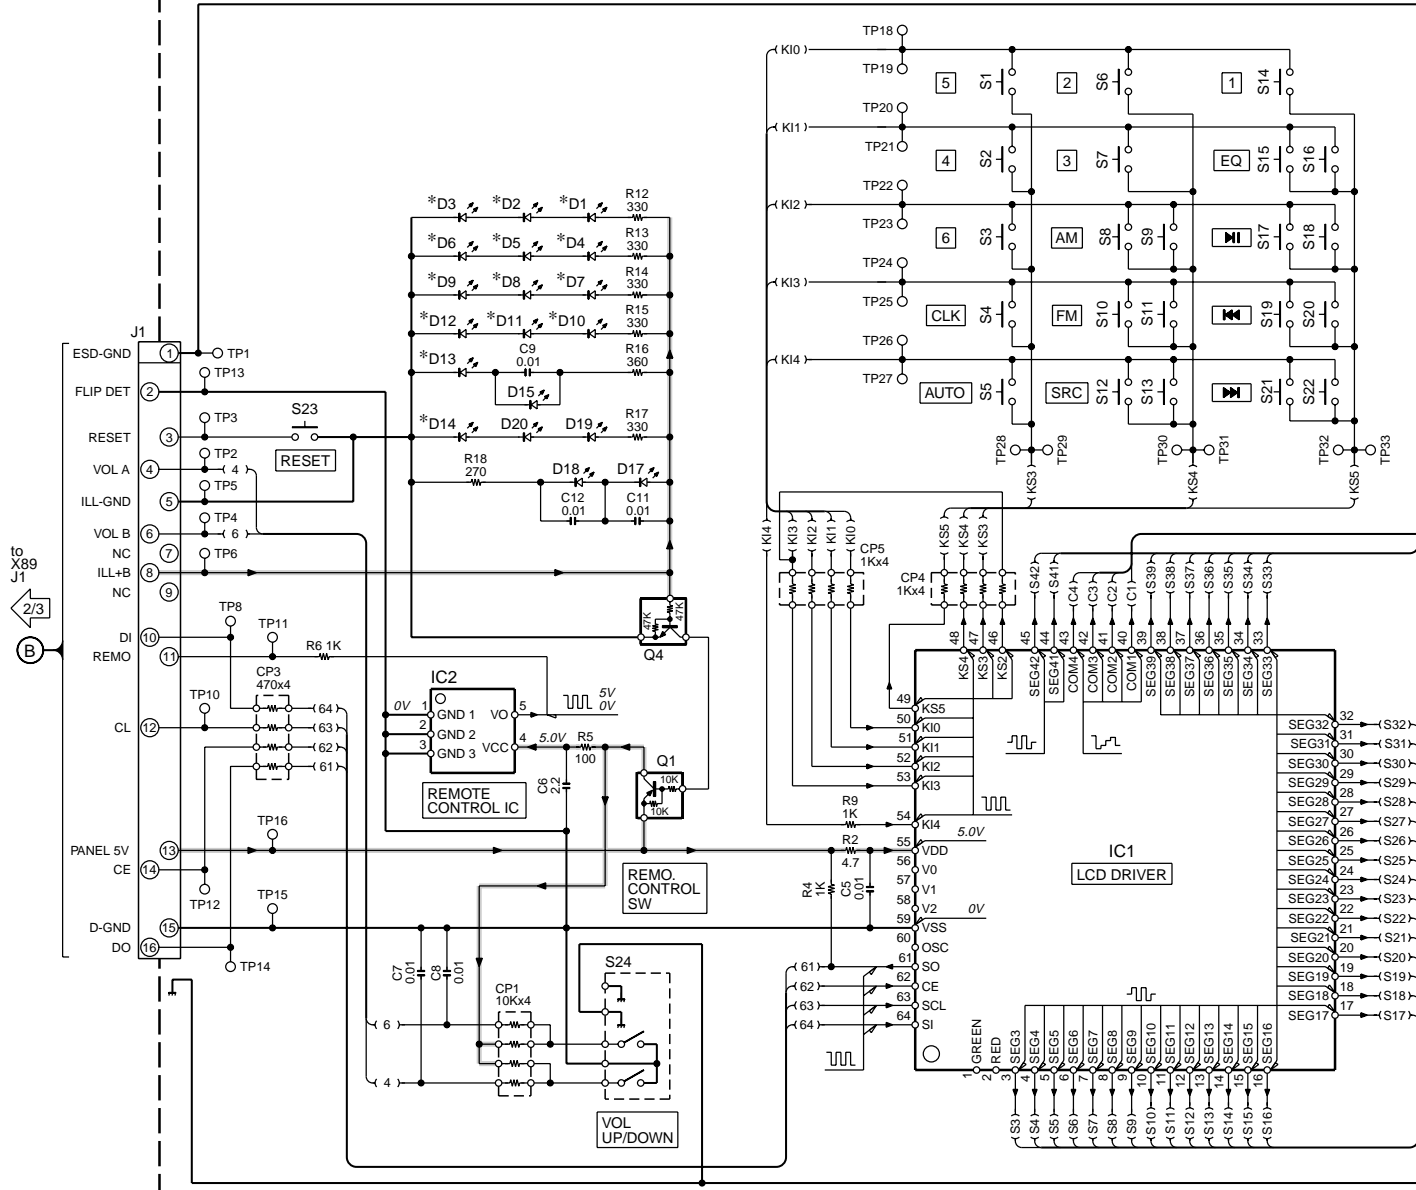 TP18
KI0
TP19
5
S1
2
S6
1
S14
TP20
KI1
TP21
4
S2
3
S7
EQ
S15
S16
TP22
KI2
TP23
6
S3
AM
S8
S9
S17
S18
TP24
KI3
TP25
CLK
S4
FM
S10
S11
S19
S20
TP26
KI4
TP27
AUTO
S5
SRC
S12
S13
S21
S22
TP28
TP29
TP30
TP31
TP32
TP33
KS3
KS4
KS5
*D3
*D2
*D1
R12
330
*D6
*D5
*D4
R13
330
*D9
*D8
*D7
R14
330
*D12
*D11
*D10
R15
330
*D13
C9
0.01
R16
360
D15
*D14
D20
D19
R17
330
R18
270
D18
D17
C12
0.01
C11
0.01
J1
ESD-GND
1
TP1
TP13
FLIP DET
2
TP3
RESET
3
S23
RESET
TP2
VOL A
4
4
TP5
ILL-GND
5
TP4
VOL B
6
6
NC
7
TP6
ILL+B
8
NC
9
to
X89
J1
2/3
B
TP8
DI
10
TP11
REMO
11
R6 1K
CP3
470x4
TP10
CL
12
64
63
62
61
47K
47K
Q4
IC2
0V
1
GND 1
2
GND 2
3
GND 3
VO
5
VCC
4
5V
0V
5.0V
R5
100
C6
2.2
REMOTE
CONTROL IC
Q1
10K
10K
TP16
PANEL 5V
13
CE
14
TP12
TP15
D-GND
15
DO
16
TP14
REMO.
CONTROL
SW
C7
0.01
C8
0.01
CP1
10Kx4
S24
6
4
VOL
UP/DOWN
KI4
KI3
KI2
KI1
KI0
CP5
1Kx4
KS5
KS4
KS3
CP4
1Kx4
S42
S41
C4
C3
C2
C1
S39
S38
S37
S36
S35
S34
S33
48
47
46
45
44
43
42
41
40
39
38
37
36
35
34
33
KS4
KS3
KS2
SEG42
SEG41
COM4
COM3
COM2
COM1
SEG39
SEG38
SEG37
SEG36
SEG35
SEG34
SEG33
49
KS5
50
KI0
51
KI1
52
KI2
53
KI3
54
KI4
R9
1K
55
VDD
5.0V
R2
4.7
R4
1K
C5
0.01
56
V0
57
V1
58
V2
59
VSS
0V
60
OSC
61
61
SO
62
62
CE
63
63
SCL
64
64
SI
IC1
LCD DRIVER
SEG32
32
S32
SEG31
31
S31
SEG30
30
S30
SEG29
29
S29
SEG28
28
S28
SEG27
27
S27
SEG26
26
S26
SEG25
25
S25
SEG24
24
S24
SEG23
23
S23
SEG22
22
S22
SEG21
21
S21
SEG20
20
S20
SEG19
19
S19
SEG18
18
S18
SEG17
17
S17
GREEN
RED
SEG3
SEG4
SEG5
SEG6
SEG7
SEG8
SEG9
SEG10
SEG11
SEG12
SEG13
SEG14
SEG15
SEG16
1
2
3
4
5
6
7
8
9
10
11
12
13
14
15
16
S3
S4
S5
S6
S7
S8
S9
S10
S11
S12
S13
S14
S15
S16